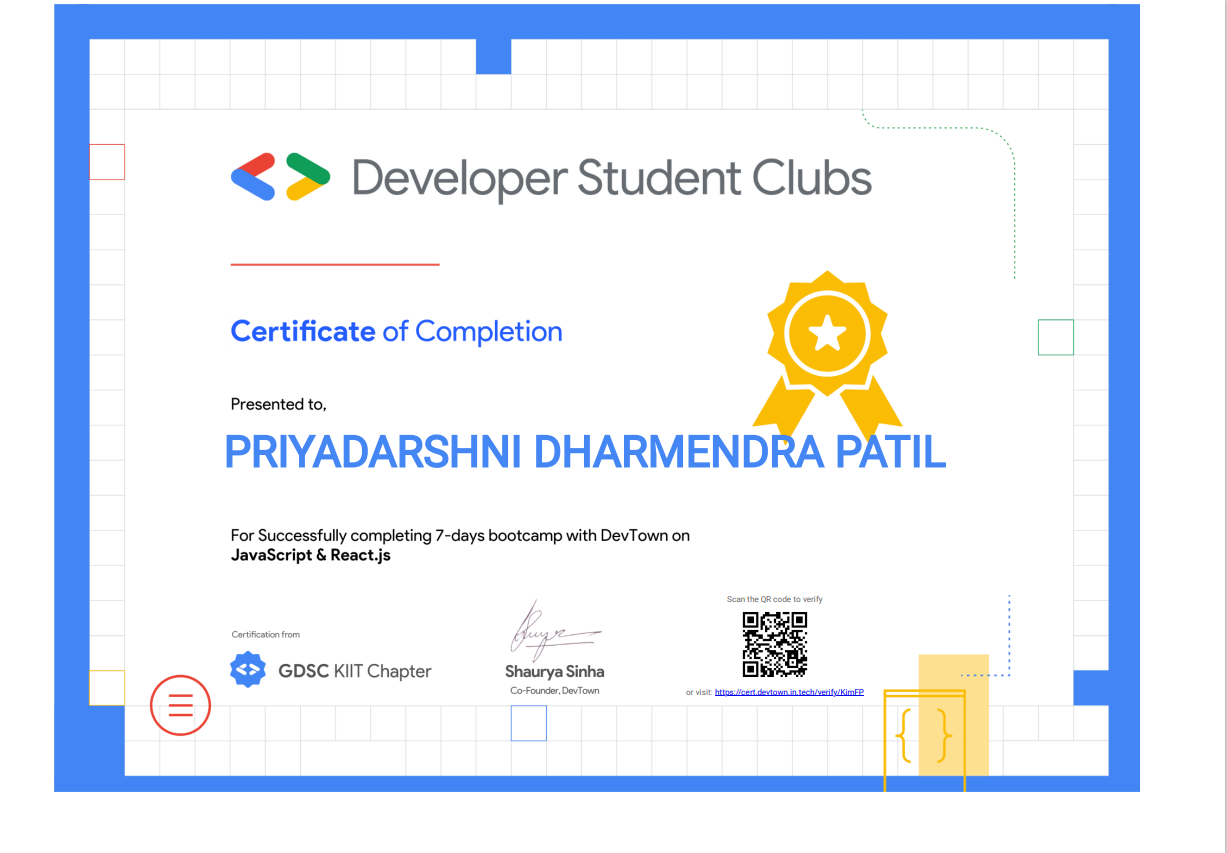 Developer Student Clubs
Certificate of Completion
Presented to,
PRIYADARSHNI DHARMENDRA PATIL
For Successfully completing 7-days bootcamp with DevTown on
JavaScript & React.js
Scan the QR code to verify
Certification from
GDSC KIIT Chapter
Shaurya Sinha
Co-Founder, DevTown
or visit: https://cert.devtown.in.tech/verify/KimFP
{ }